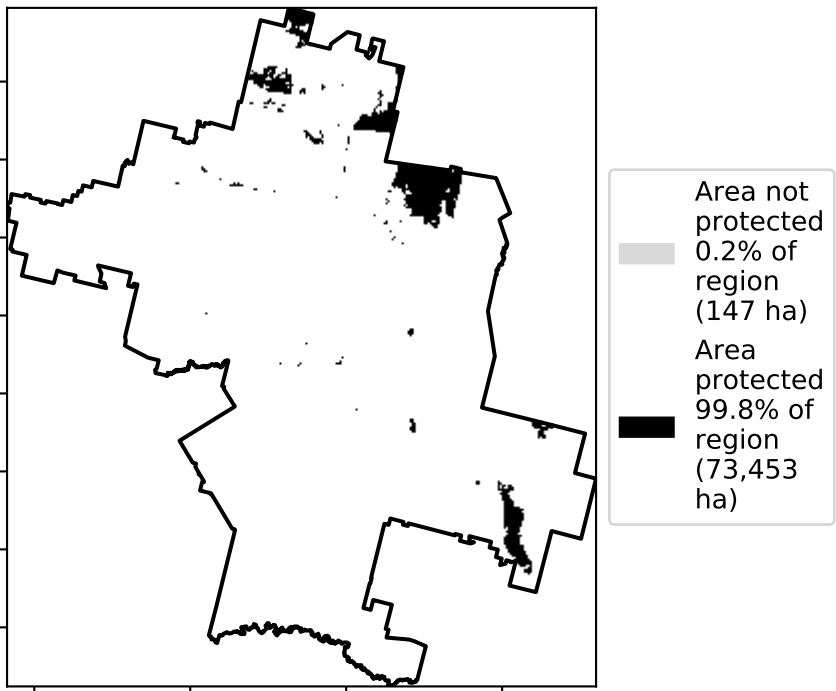 Area not
protected
0.2% of
region
(147 ha)
Area
protected
99.8% of
region
(73,453
ha)